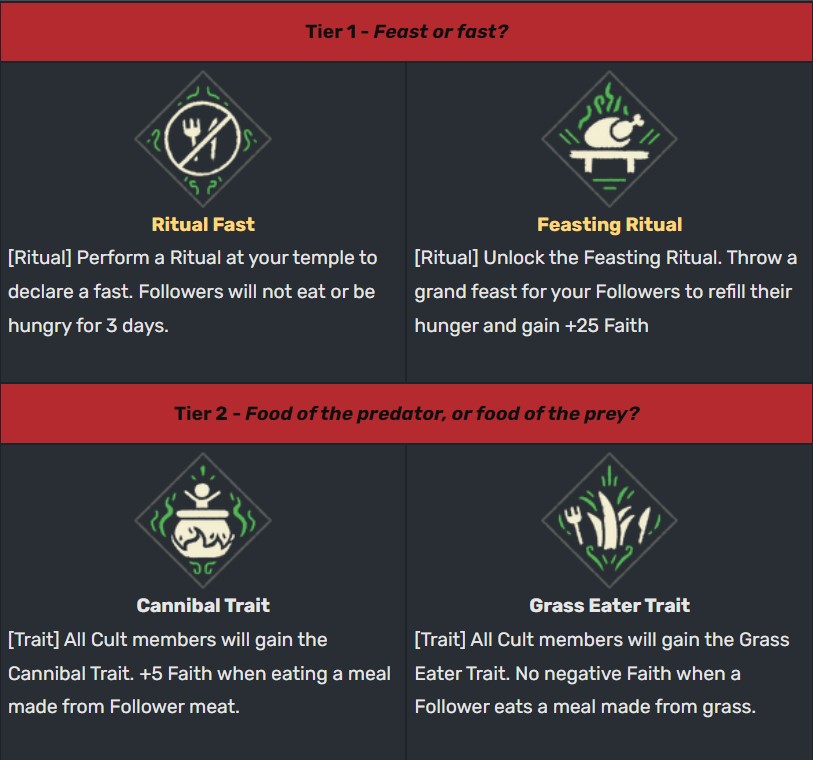 Tier 1 - Feast or fast?
Ritual Fast
[Ritual] Perform a Ritual at your temple to
declare a fast. Followers will not eat or be
hungry for 3 days.
Feasting Ritual
[Ritual] Unlock the Feasting Ritual. Throw a
grand feast for your Followers to refill their
hunger and gain +25 Faith
Tier 2 - Food of the predator, or food of the prey?
Cannibal Trait
[Trait] All Cult members will gain the
Cannibal Trait. +5 Faith when eating a meal
made from Follower meat.
Grass Eater Trait
[Trait] All Cult members will gain the Grass
Eater Trait. No negative Faith when a
Follower eats a meal made from grass.